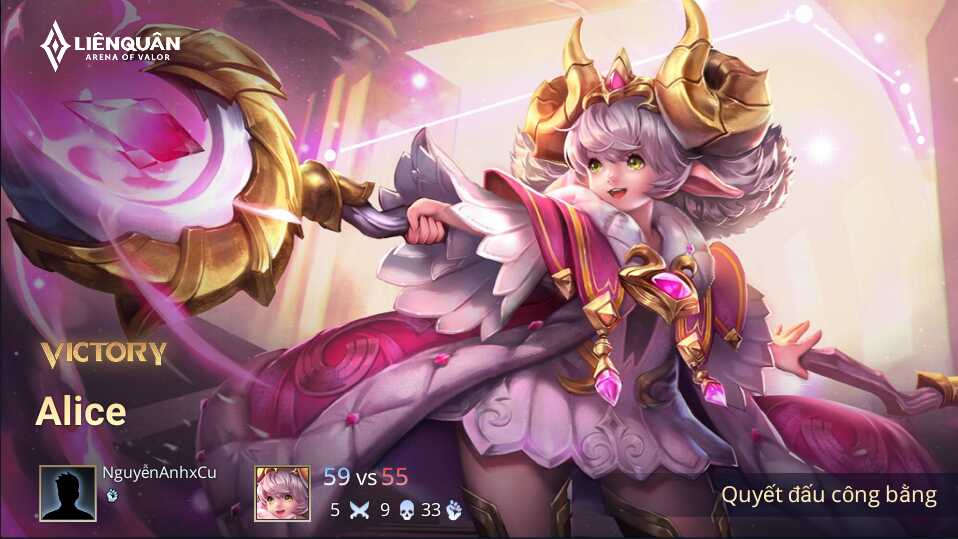 LIÊNQUÂN
ARENA OF VALOR
VICTORY
Alice
NguyễnAnhxCu
59 vs 55
5 9 33
Quyết đấu công bằng